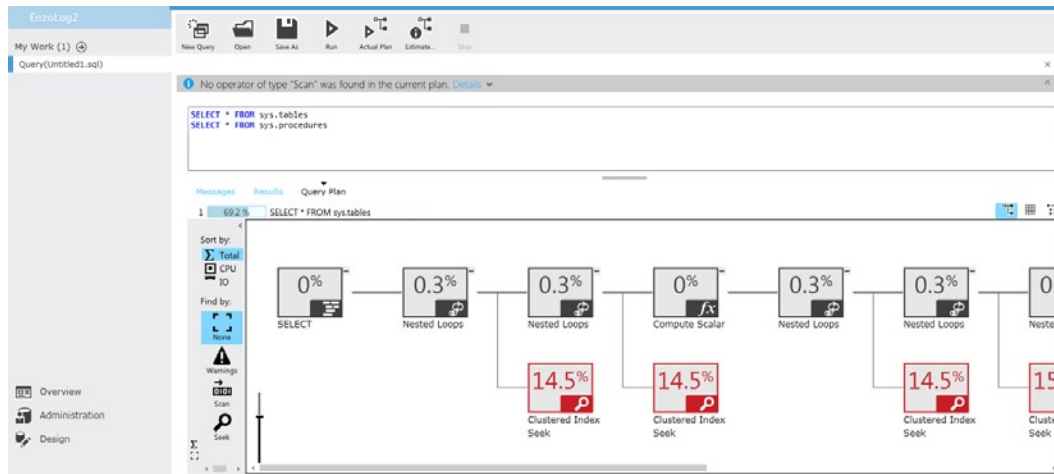 EnzoLog2
My Work (1)
Query(Untitled1.sql)
New Query Open Save As Run Actual Plan Estimate... Stop
No operator of type "Scan" was found in the current plan. Details
SELECT * FROM sys.tables
SELECT * FROM sys.procedures
Messages Results Query Plan
1 69.2 % SELECT * FROM sys.tables
Sort by:
Total
CPU
IO
Find by:
None
Warnings
Scan
Seek
0% 0.3% 0.3% 0% 0.3% 0.3% 0.
SELECT Nested Loops Nested Loops Compute Scalar Nested Loops Nested Loops Neste
14.5% 14.5% 14.5% 15
Clustered Index Seek
Clustered Index Seek
Clustered Index Seek
Cluste
Seek
Overview
Administration
Design